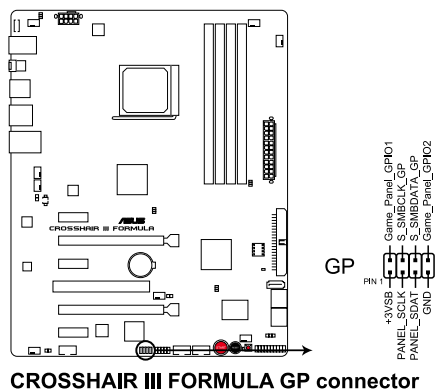 ASUS
CROSSHAIR III FORMULA
GP
PIN 1
Game_Panel_GPIO1
S_SMBCLK_GP
S_SMBDATA_GP
Game_Panel_GPIO2
+3VSB
PANEL_SCLK
PANEL_SDAT
GND
CROSSHAIR III FORMULA GP connector